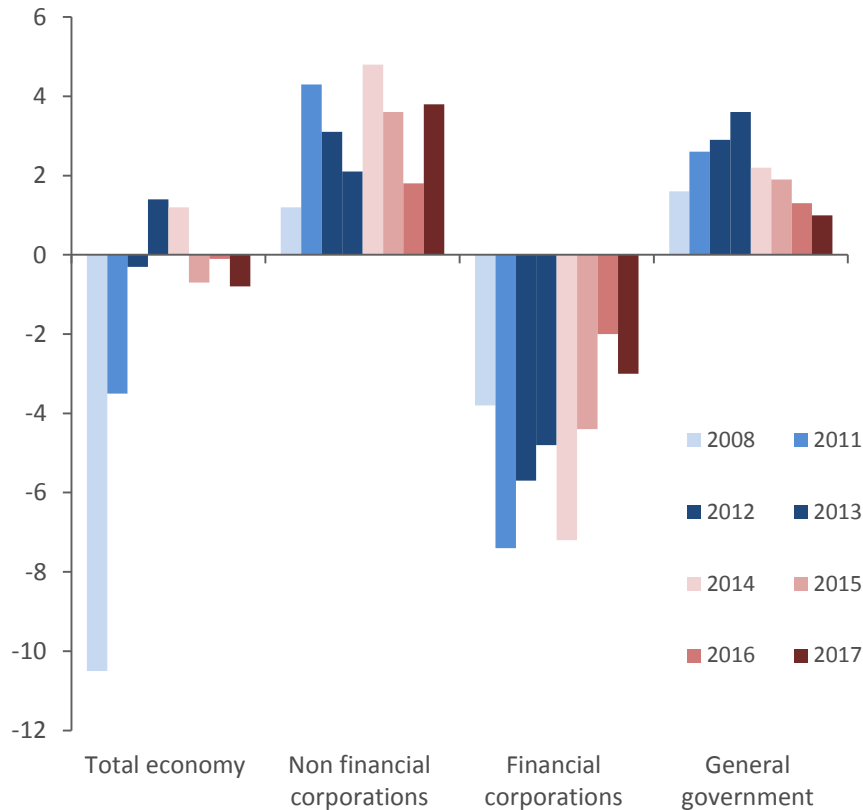 6
4
2
0
-2
-4
-6
-8
-10
-12
2008 2011
2012 2013
2014 2015
2016 2017
Total economy
Non financial
corporations
Financial
corporations
General
government